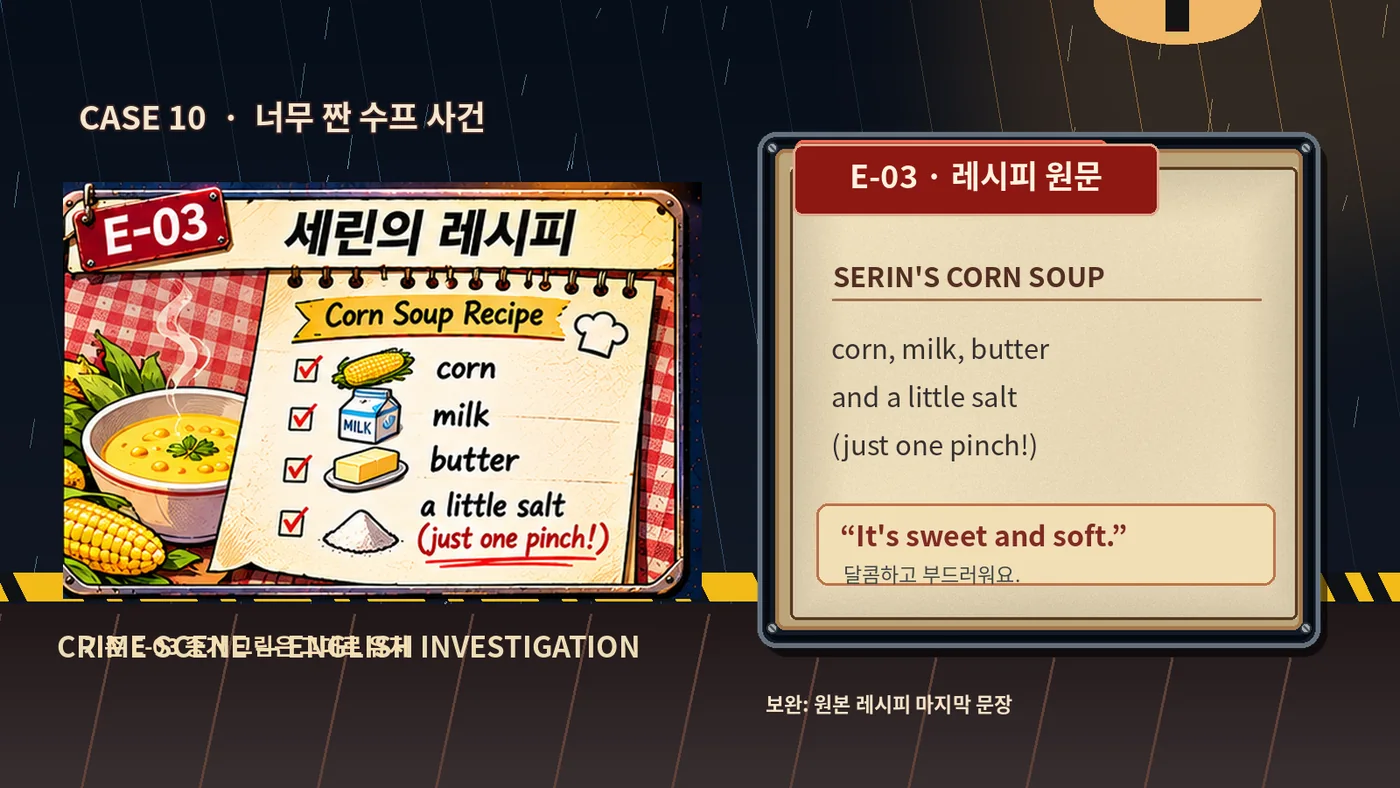 CASE 10 · 너무 짠 수프 사건
E-03
세린의 레시피
Corn Soup Recipe
corn
MILK
milk
butter
a little salt
(just one pinch!)
CRIME SCENE ENGLISH INVESTIGATION
E-03 · 레시피 원문
SERIN'S CORN SOUP
corn, milk, butter
and a little salt
(just one pinch!)
“It's sweet and soft.”
달콤하고 부드러워요.
보완: 원본 레시피 마지막 문장